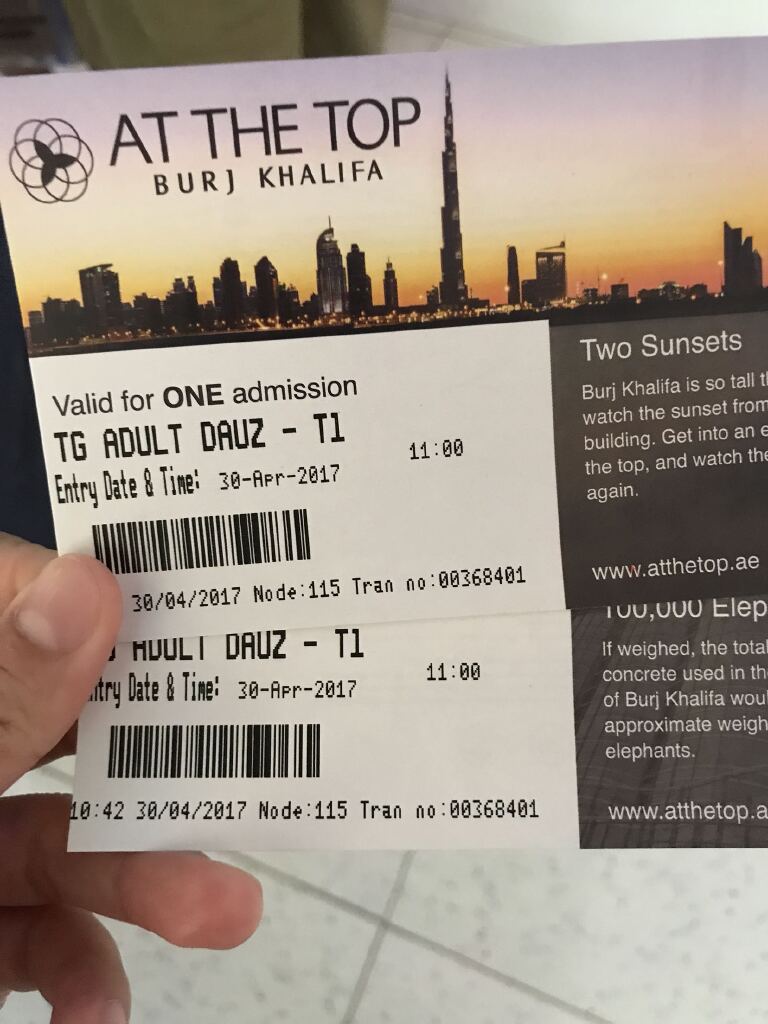 AT THE TOP
BURJ KHALIFA
Valid for ONE admission
TG ADULT DAUZ - T1
Entry Date & Time: 30-Apr-2017 11:00
30/04/2017 Node:115 Tran no:00368401
Two Sunsets
Burj Khalifa is so tall
watch the sunset from
building. Get into an
the top, and watch the
again.
www.atthetop.ae
ADULT DAUZ - T1
Entry Date & Time: 30-Apr-2017 11:00
10:42 30/04/2017 Node:115 Tran no:00368401
100,000
If weighed, the total
concrete used in the
of Burj Khalifa
approximate
elephants.
www.atthetop.a